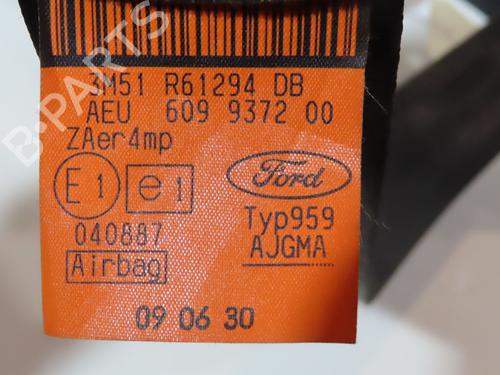 3M51 R61294 DB
AEU 609 9372 00
ZAer4mp
E1 e1 Ford
040887 Typ959
Airbag AJGMA
09 06 30
B-PARTS